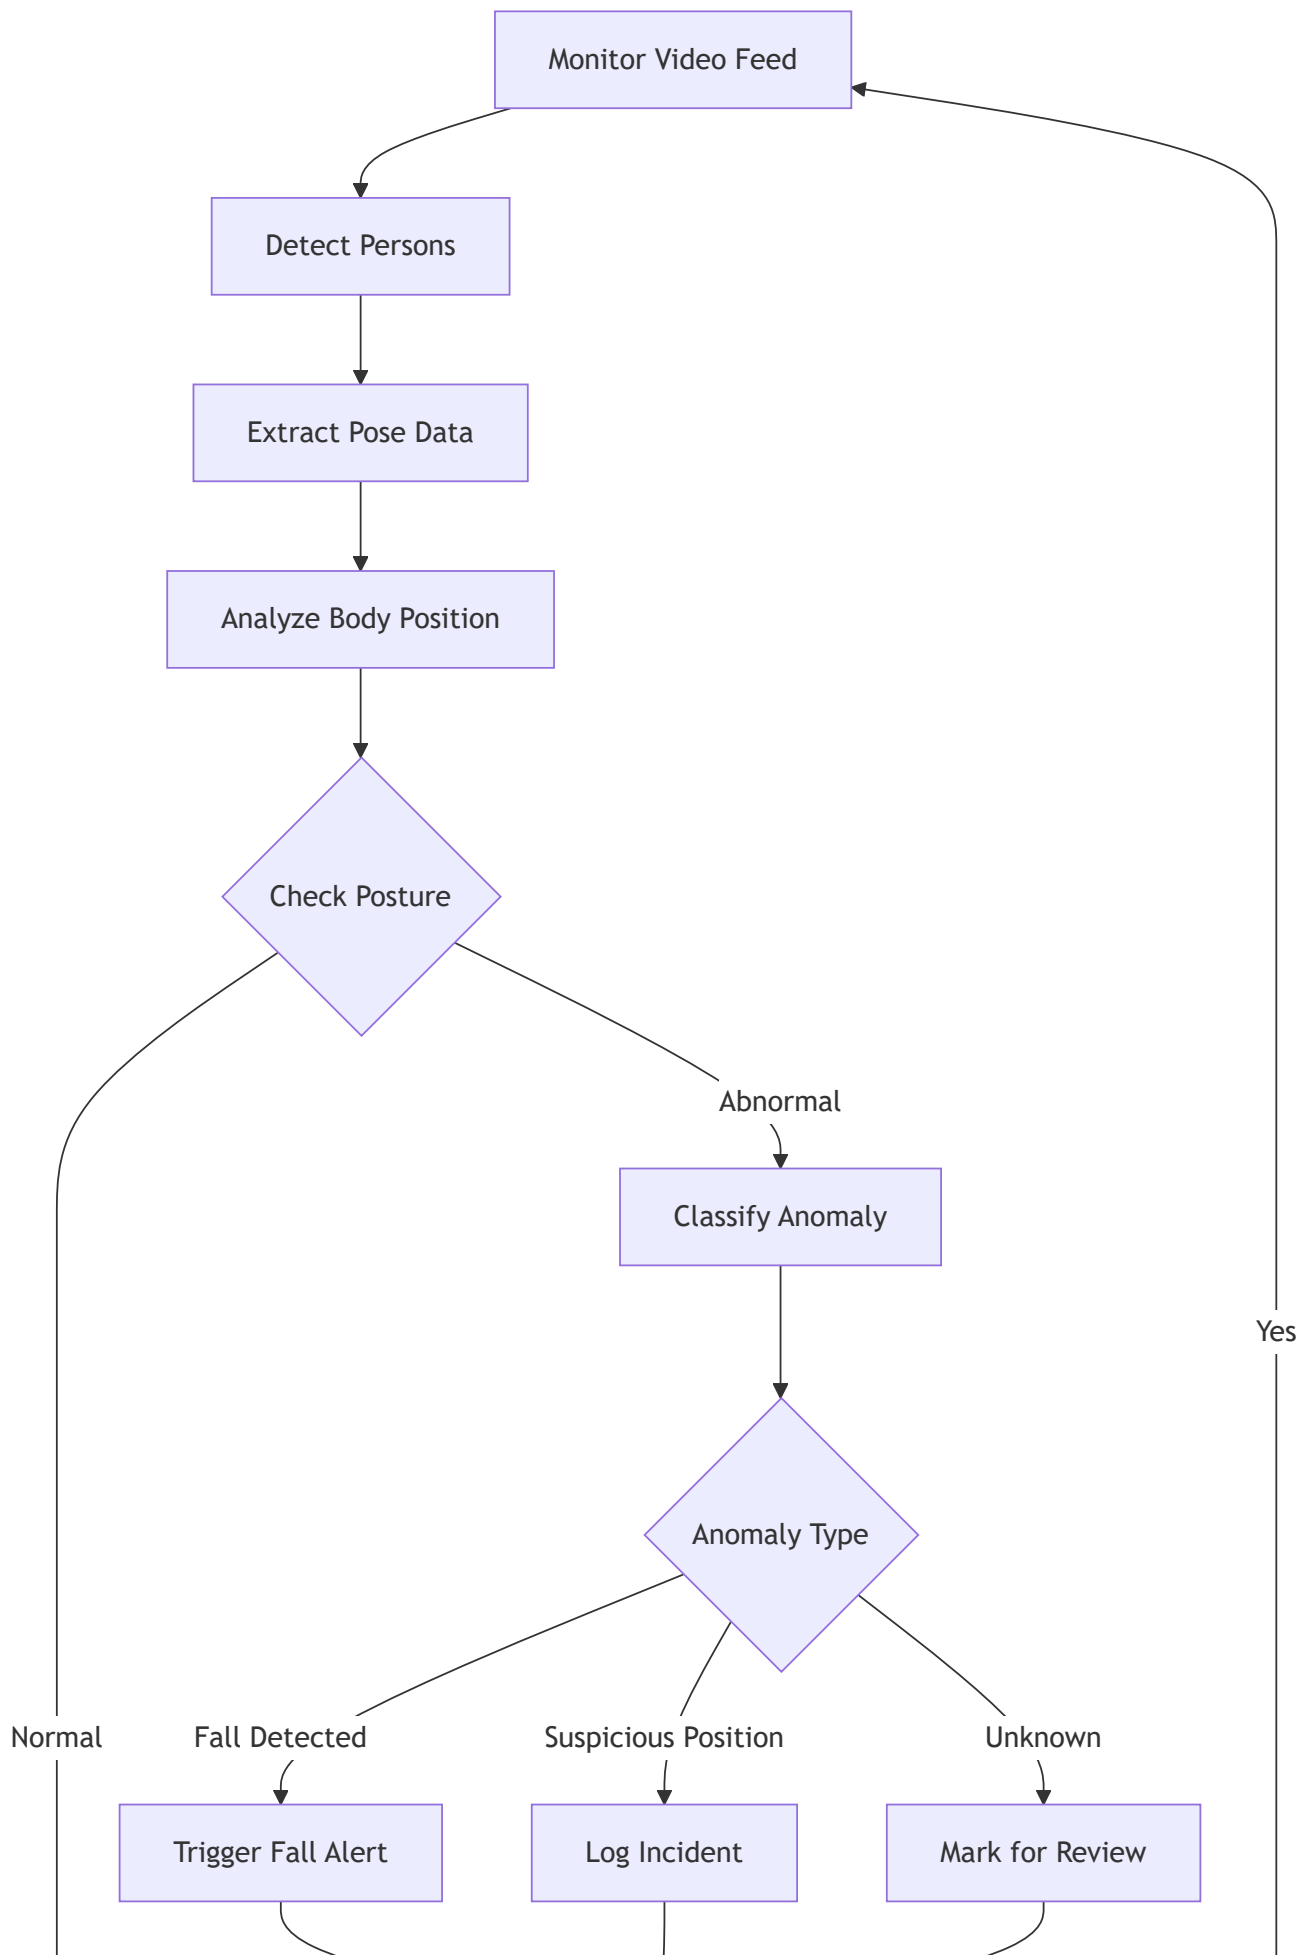 Monitor Video Feed
Detect Persons
Extract Pose Data
Analyze Body Position
Check Posture
Abnormal
Classify Anomaly
Yes
Anomaly Type
Normal
Fall Detected
Suspicious Position
Unknown
Trigger Fall Alert
Log Incident
Mark for Review